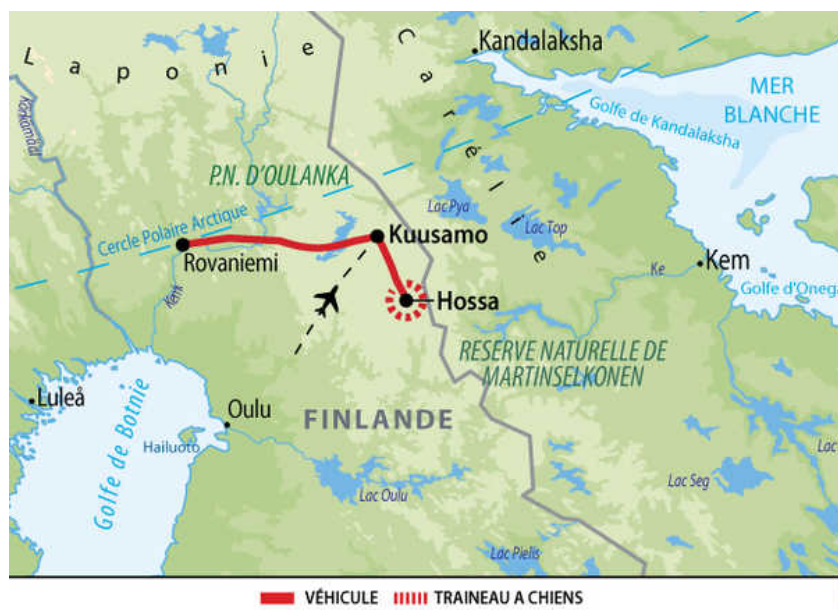 Laponie
Carélie
Kandalaksha
MER
BLANCHE
Golfe de Kandalaksha
P.N. D'OULANKA
Cercle Polaire Arctique
Lac Pya
Lac Top
Kuusamo
Rovaniemi
Ke
Kem
Kemi
Hossa
Golfe d'Oneg
RESERVE NATURELLE DE
MARTINSELKONEN
Luleå
Golfe de Botnie
Oulu
Hailuoto
FINLANDE
Lac Oulu
Lac Seg
Lac
Lac Pielis
VÉHICULE
TRAINEAU A CHIENS